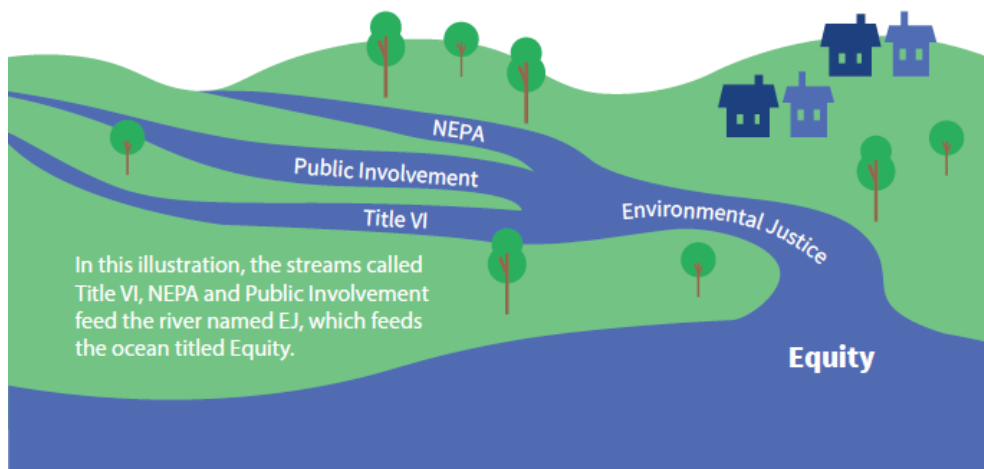 NEPA
Public Involvement
Title VI
Environmental Justice
In this illustration, the streams called
Title VI, NEPA and Public Involvement
feed the river named EJ, which feeds
the ocean titled Equity.
Equity